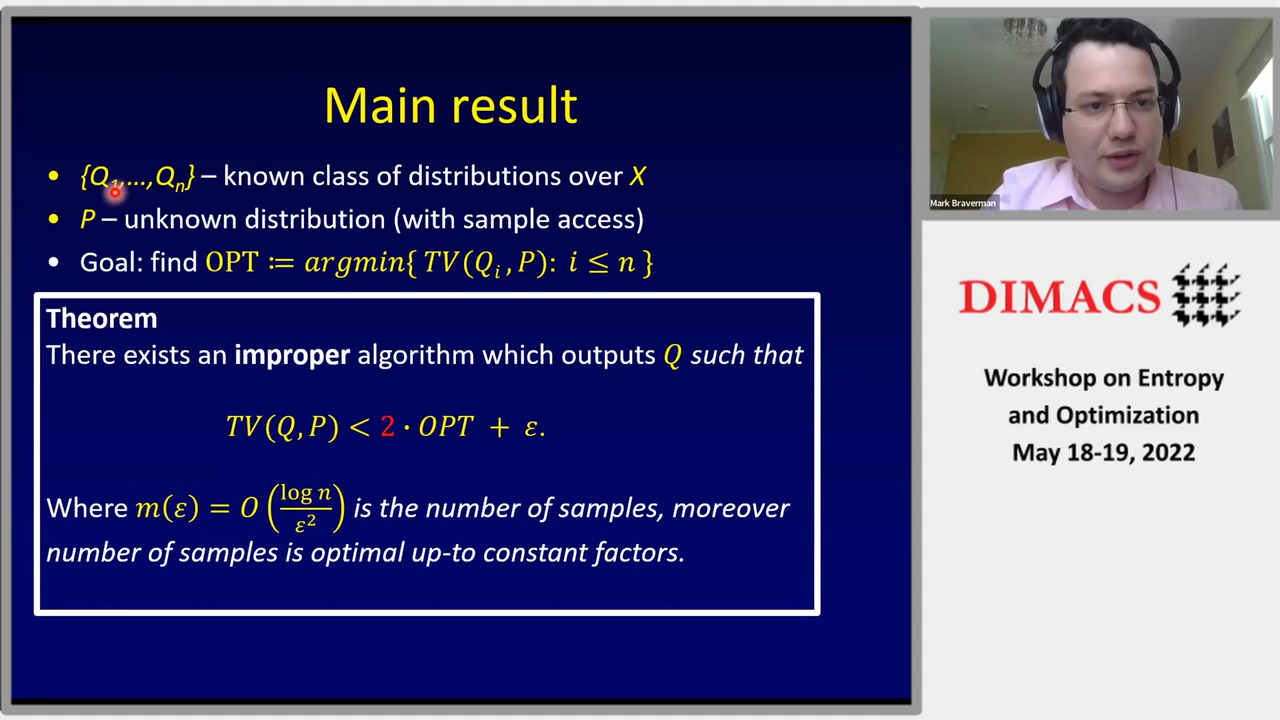 Main result
• {Q₁,…,Qₙ} – known class of distributions over X
• P – unknown distribution (with sample access)
• Goal: find OPT ≔ argmin{ TV(Qᵢ, P): i ≤ n }
Theorem
There exists an improper algorithm which outputs Q such that
TV(Q, P) < 2 · OPT + ε.
Where m(ε) = O(log n / ε²) is the number of samples, moreover
number of samples is optimal up-to constant factors.
Mark Braverman
DIMACS
Workshop on Entropy
and Optimization
May 18-19, 2022